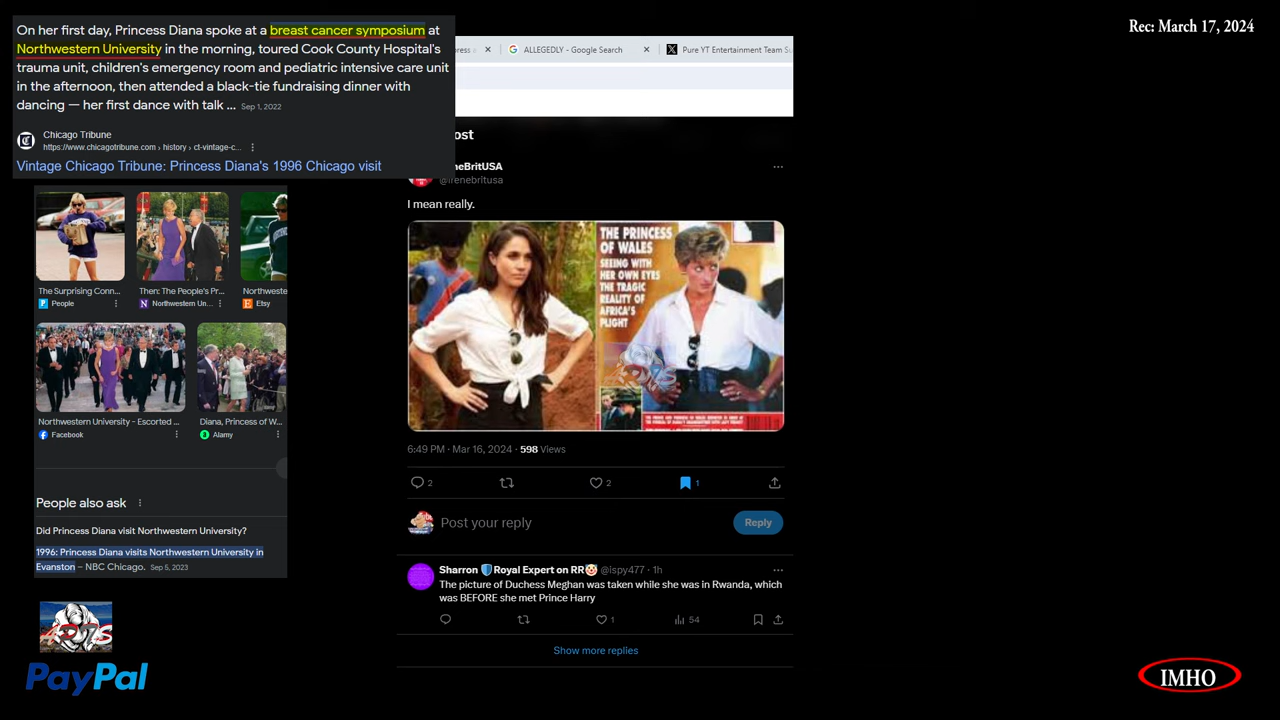 Rec: March 17, 2024
On her first day, Princess Diana spoke at a breast cancer symposium at
Northwestern University in the morning, toured Cook County Hospital's
trauma unit, children's emergency room and pediatric intensive care unit
in the afternoon, then attended a black-tie fundraising dinner with
dancing — her first dance with talk ... Sep 1, 2022
Chicago Tribune
https://www.chicagotribune.com › history › ct-vintage-c...
Vintage Chicago Tribune: Princess Diana's 1996 Chicago visit
The Surprising Conn...
People
Then: The People's Pr...
Northwestern Un...
Northweste
Etsy
Northwestern University - Escorted ...
Facebook
Diana, Princess of W...
Alamy
People also ask
Did Princess Diana visit Northwestern University?
1996: Princess Diana visits Northwestern University in
Evanston – NBC Chicago. Sep 5, 2023
PayPal
ALLEGEDLY - Google Search
Pure YT Entertainment Team
ost
neBritUSA
@irenebritusa
I mean really.
THE PRINCESS
OF WALES
SEEING WITH
HER OWN EYES
THE TRAGIC
REALITY OF
AFRICA'S
PLIGHT
6:49 PM · Mar 16, 2024 · 598 Views
2
2
1
Post your reply
Reply
Sharron Royal Expert on RR @ispy477 · 1h
The picture of Duchess Meghan was taken while she was in Rwanda, which
was BEFORE she met Prince Harry
1
54
Show more replies
IMHO